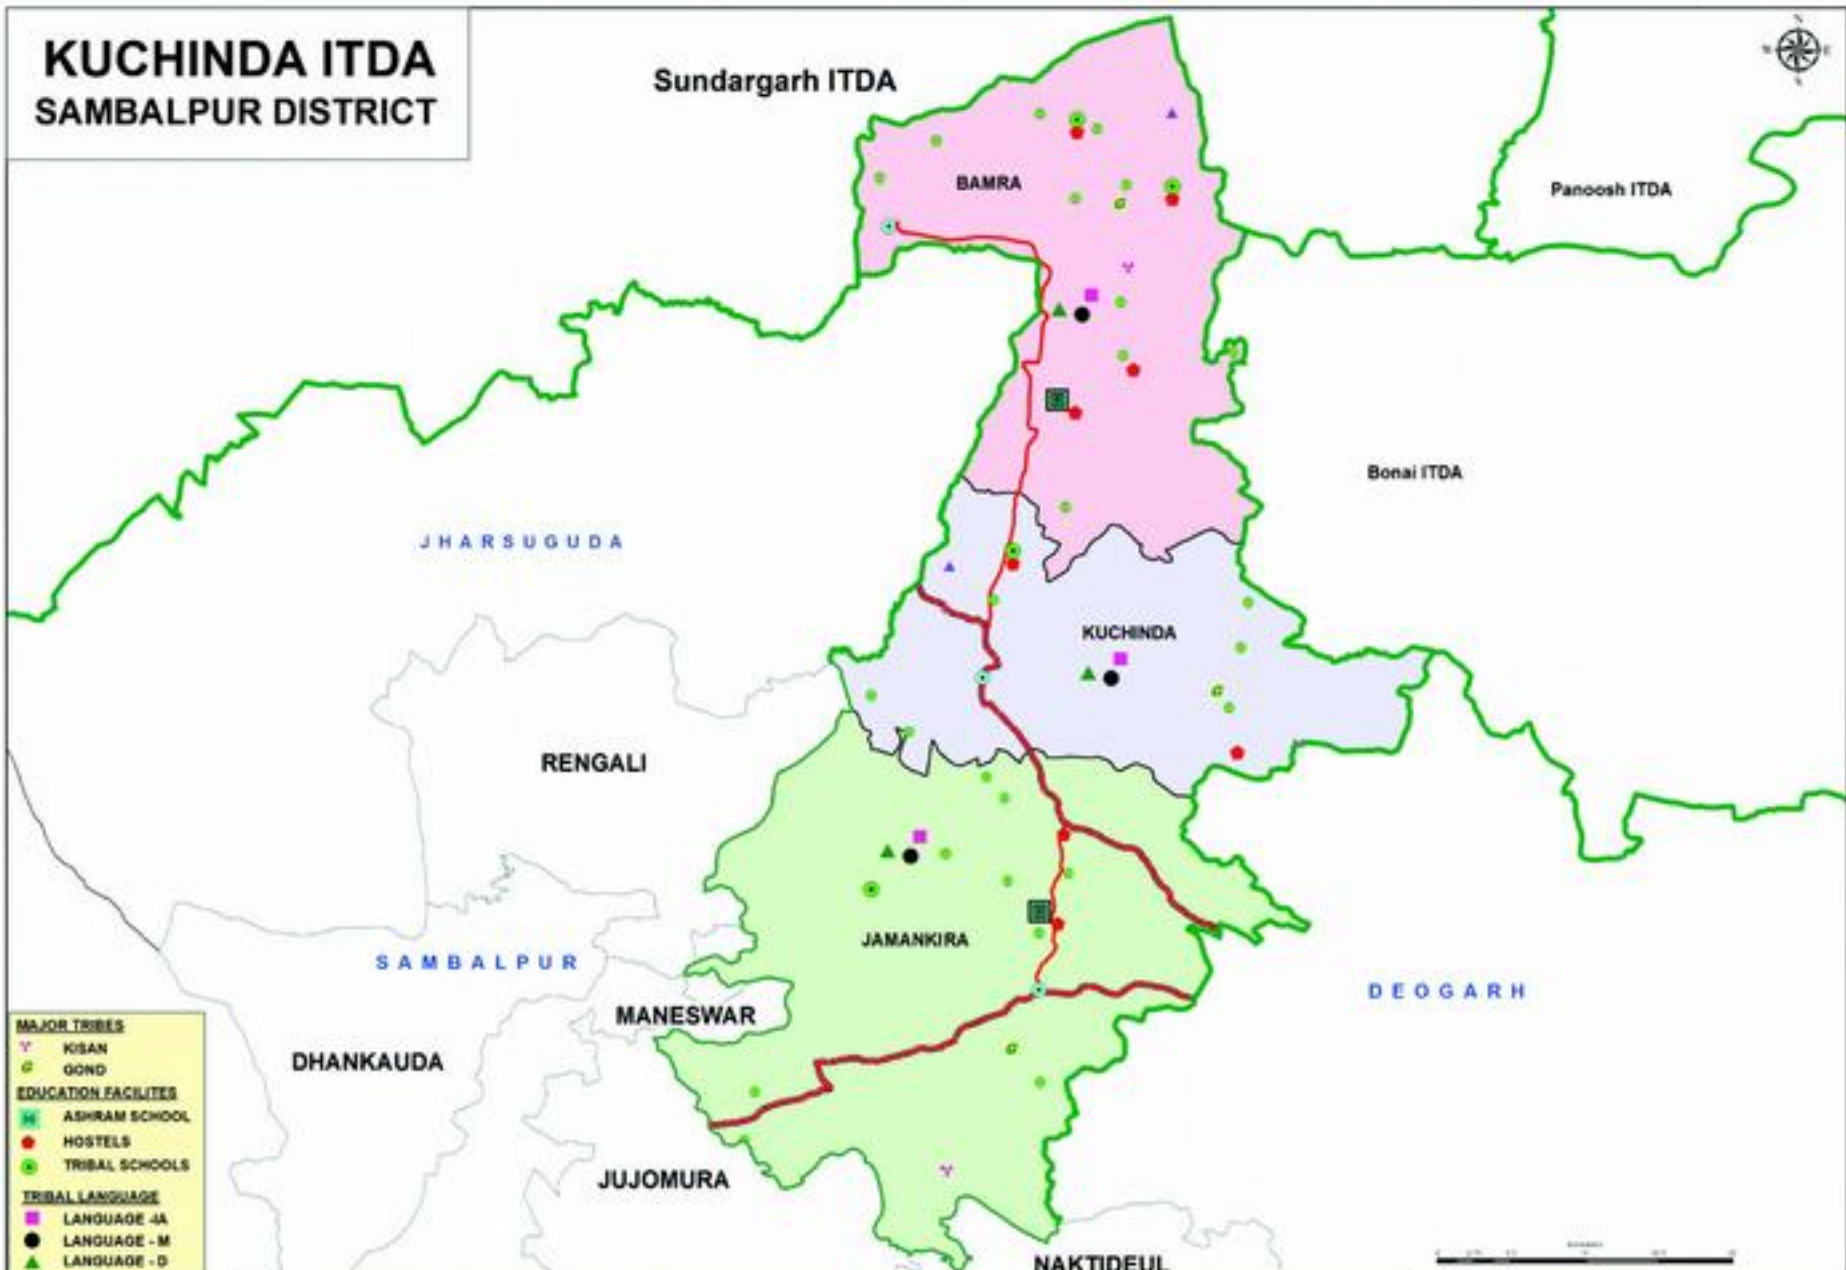 KUCHINDA ITDA
SAMBALPUR DISTRICT
Sundargarh ITDA
BAMRA
Panoosh ITDA
Bonai ITDA
JHARSUGUDA
KUCHINDA
RENGALI
JAMANKIRA
SAMBALPUR
DEOGARH
MANESWAR
DHANKAUDA
JUJOMURA
NAKTIDEUL
MAJOR TRIBES
KISAN
G GOND
EDUCATION FACILITES
ASHRAM SCHOOL
HOSTELS
TRIBAL SCHOOLS
TRIBAL LANGUAGE
LANGUAGE -IA
LANGUAGE - M
LANGUAGE - D